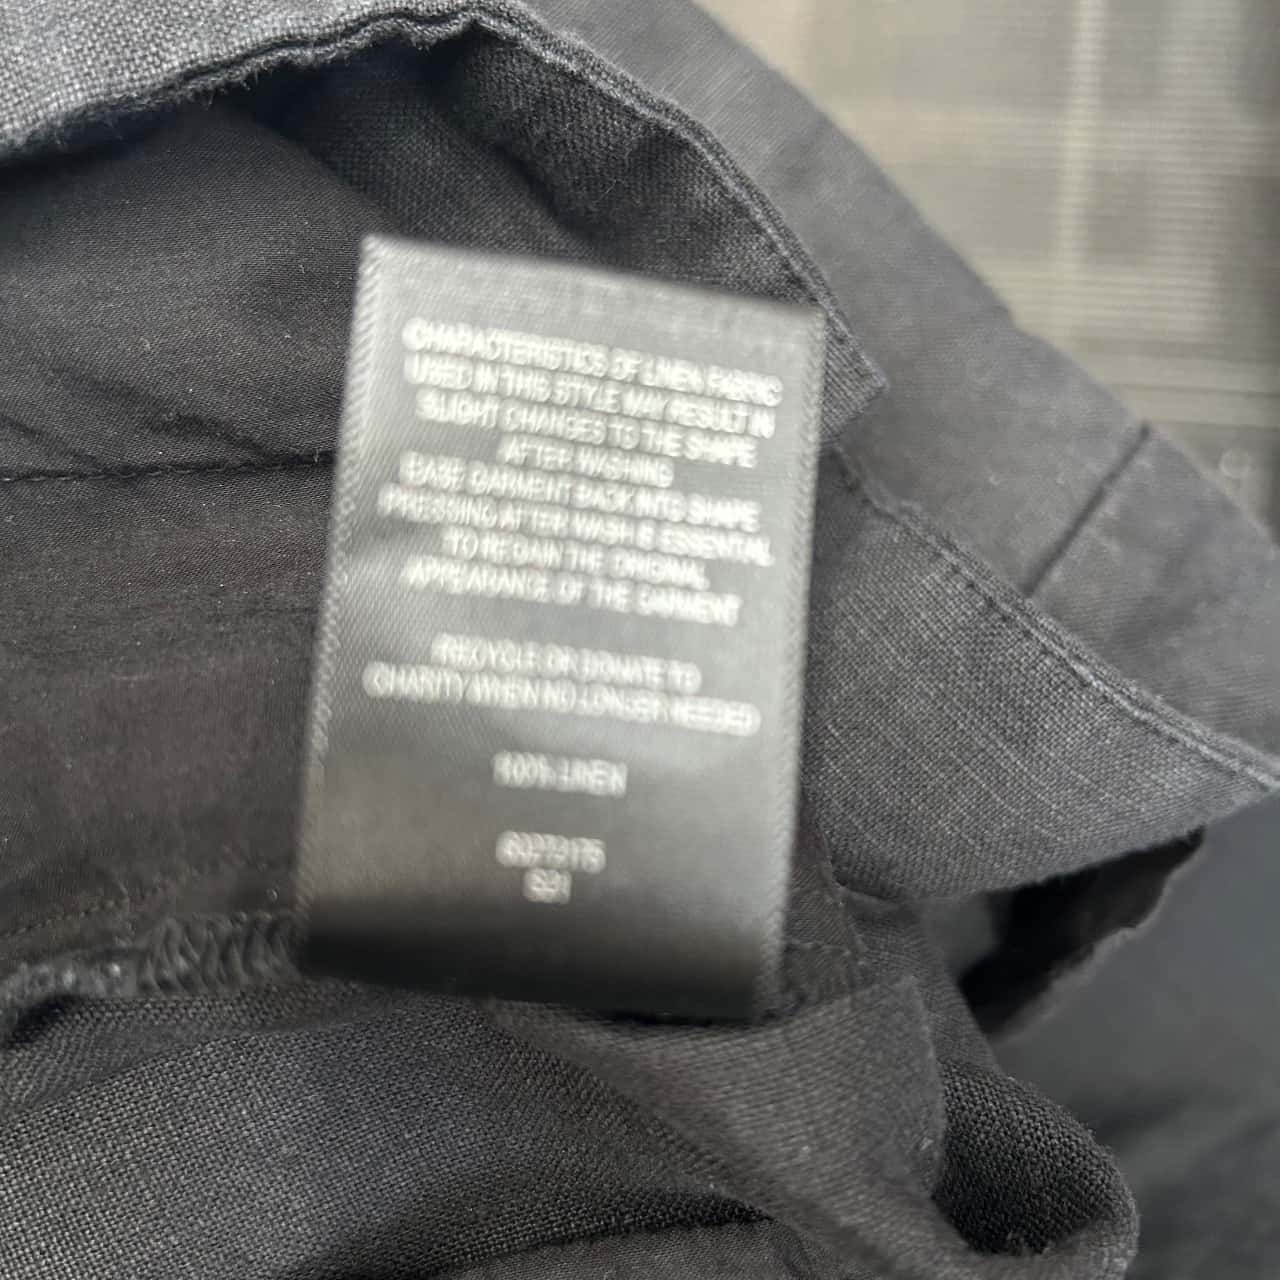 CHARACTERISTICS OF LINEN FABRIC
USED IN THIS STYLE MAY RESULT IN
SLIGHT CHANGES TO THE SHAPE
AFTER WASHING
EASE GARMENT BACK INTO SHAPE
PRESSING AFTER WASH IS ESSENTIAL
TO REGAIN THE ORIGINAL
APPEARANCE OF THE GARMENT
RECYCLE OR DONATE TO
CHARITY WHEN NO LONGER NEEDED
100% LINEN